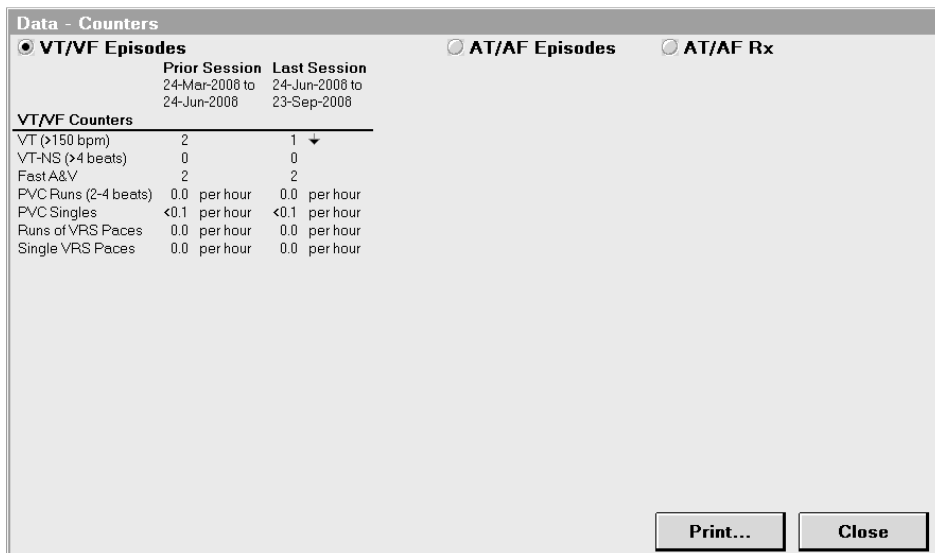 Data - Counters
VT/VF Episodes AT/AF Episodes AT/AF Rx
Prior Session Last Session
24-Mar-2008 to 24-Jun-2008 to
24-Jun-2008 23-Sep-2008
VT/VF Counters
VT (>150 bpm) 2 1
VT-NS (>4 beats) 0 0
Fast A&V 2 2
PVC Runs (2-4 beats) 0.0 per hour 0.0 per hour
PVC Singles <0.1 per hour <0.1 per hour
Runs of VRS Paces 0.0 per hour 0.0 per hour
Single VRS Paces 0.0 per hour 0.0 per hour
Print... Close